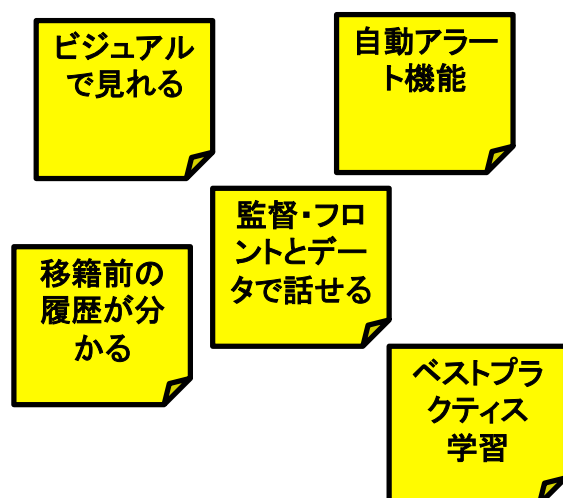 ビジュアル
で見れる
自動アラー
ト機能
監督・フロ
ントとデー
タで話せる
移籍前の
履歴が分
かる
ベストプラ
クティス
学習